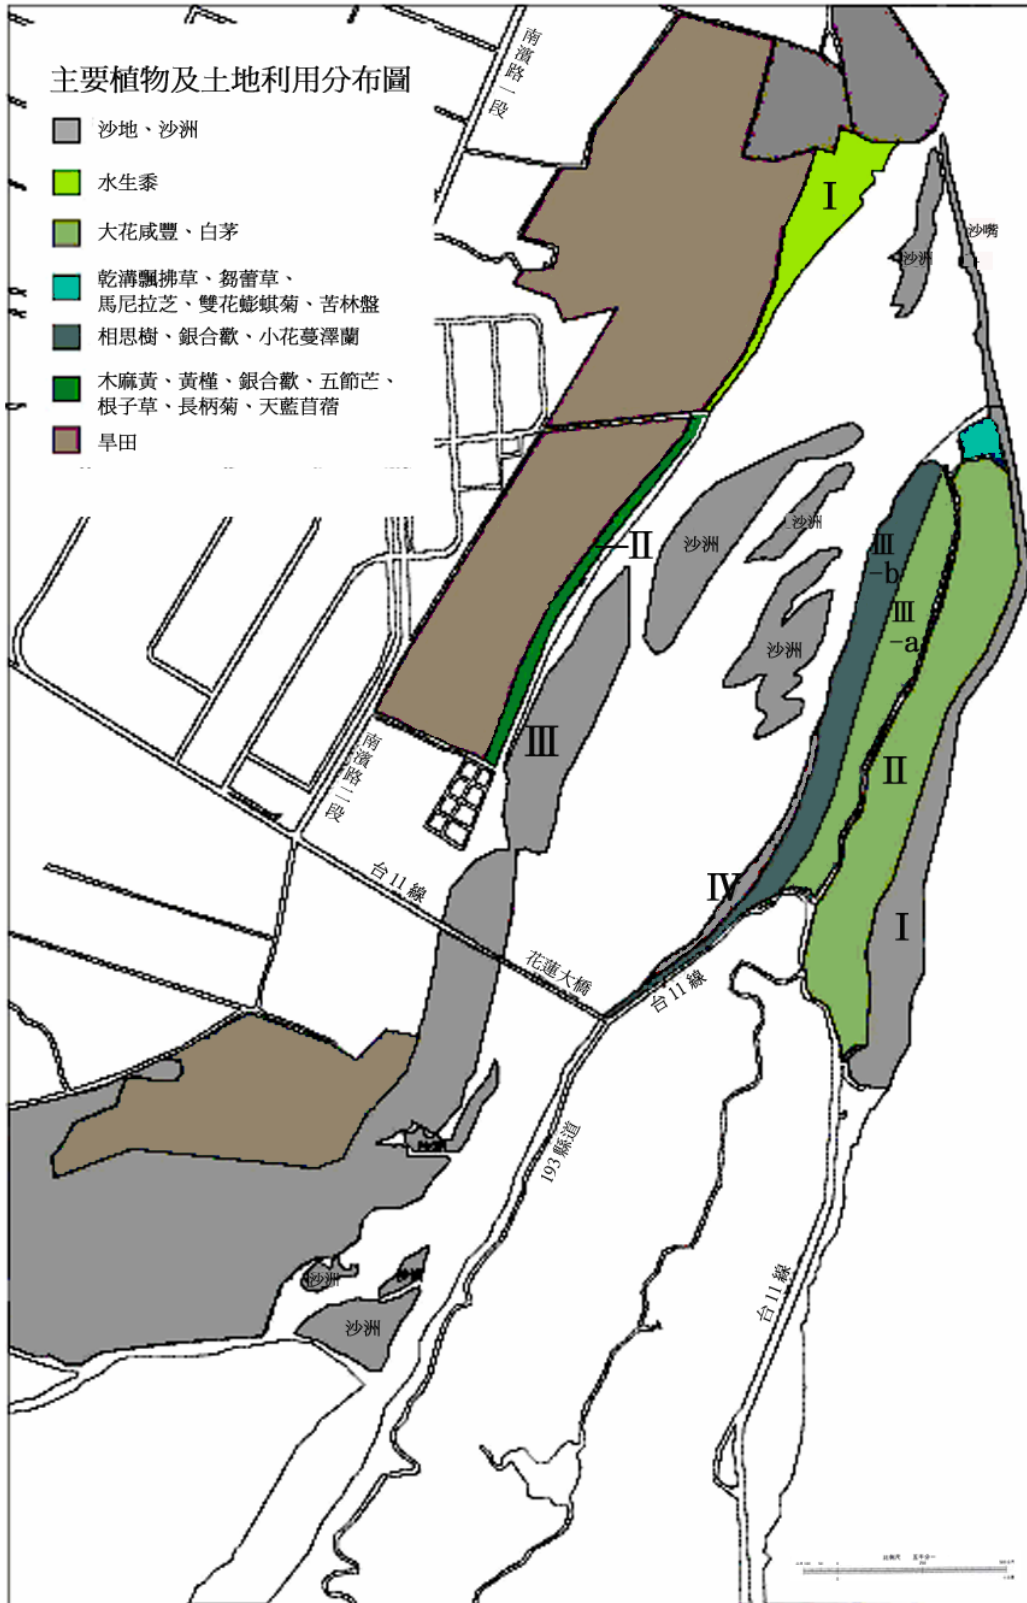 主要植物及土地利用分布圖
沙地、沙洲
水生黍
大花咸豐、白茅
乾溝飄拂草、芻蕾草、
馬尼拉芝、雙花蟛蜞菊、苦林盤
相思樹、銀合歡、小花蔓澤蘭
木麻黃、黃槿、銀合歡、五節芒、
根子草、長柄菊、天藍苜蓿
旱田
南濱路一段
I
沙嘴
沙洲
II
沙洲
沙洲
III
-b
III
-a
沙洲
III
南濱路二段
II
台11線
IV
I
花蓮大橋
台11線
193縣道
沙洲
沙洲
台11線